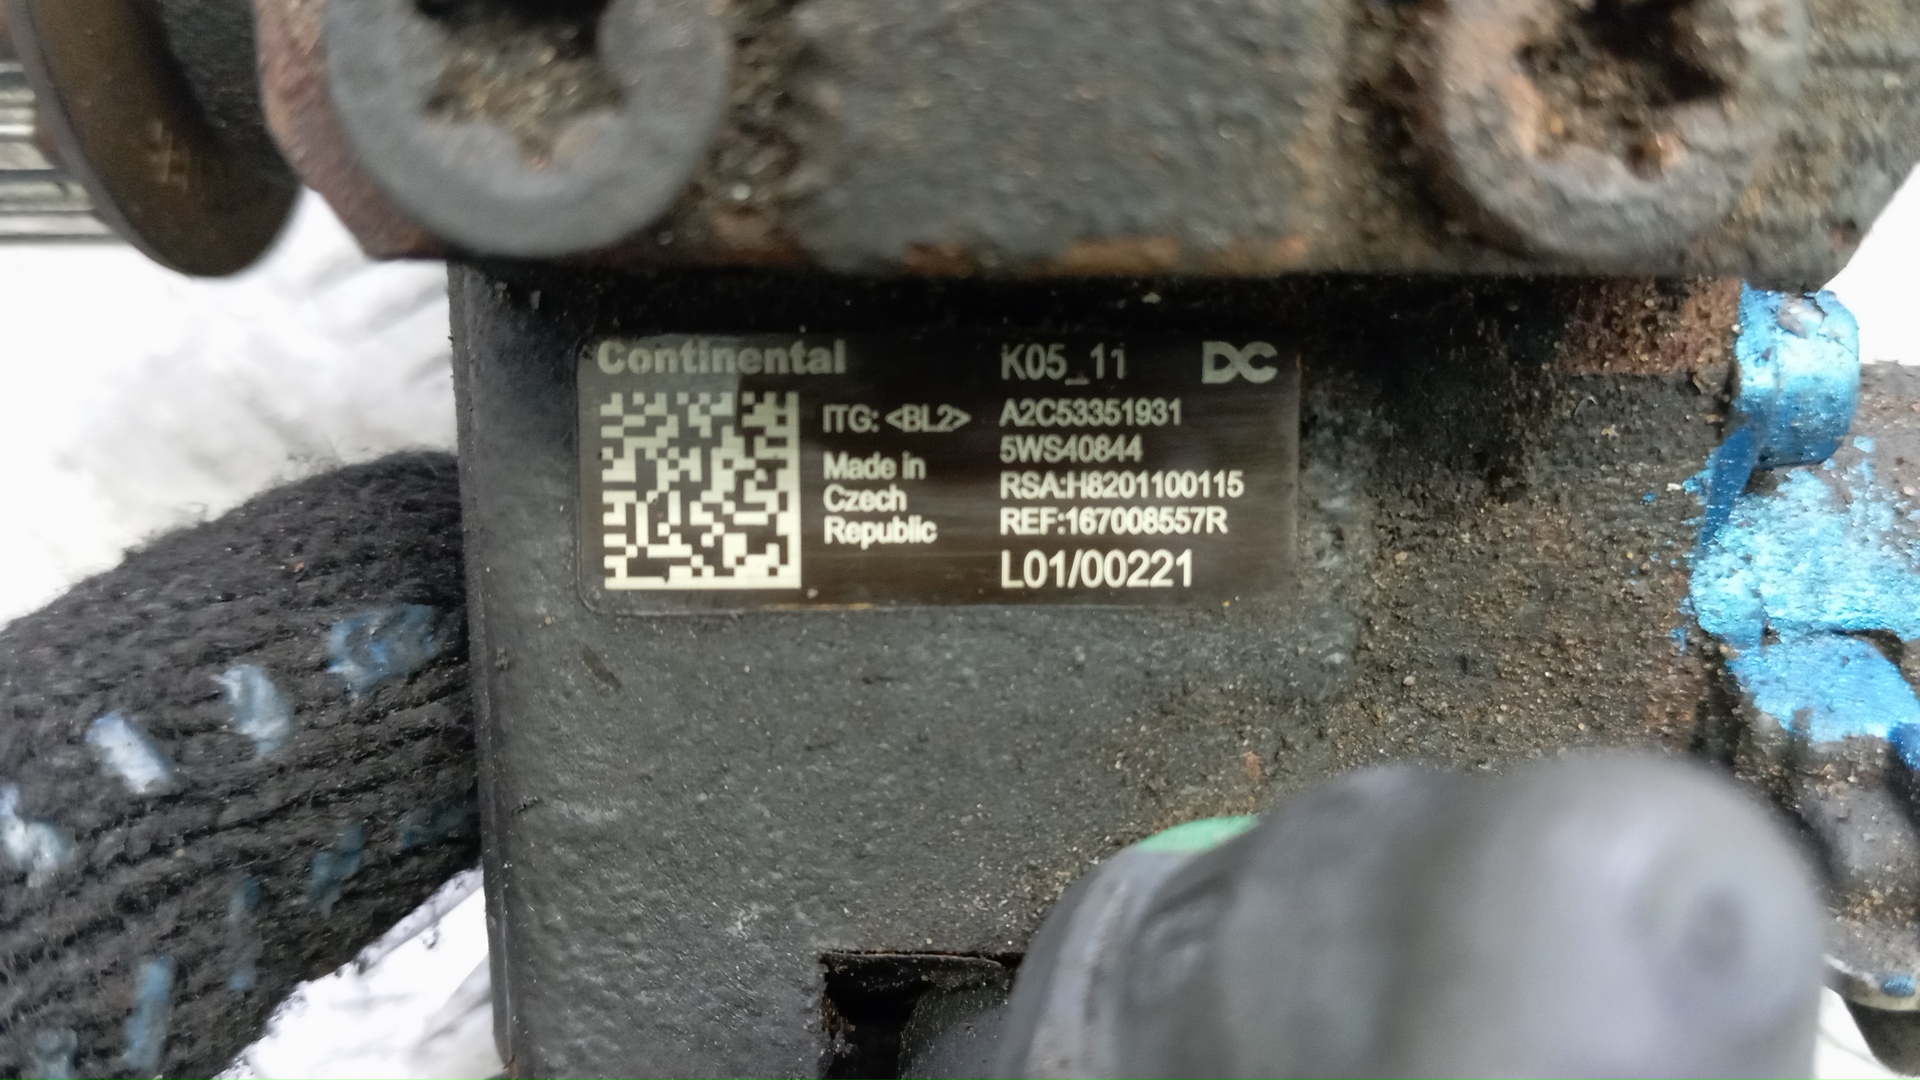 Continental K05_11 DC
ITG: <BL2> A2C53351931
5WS40844
Made in RSA:H8201100115
Czech REF:167008557R
Republic
L01/00221